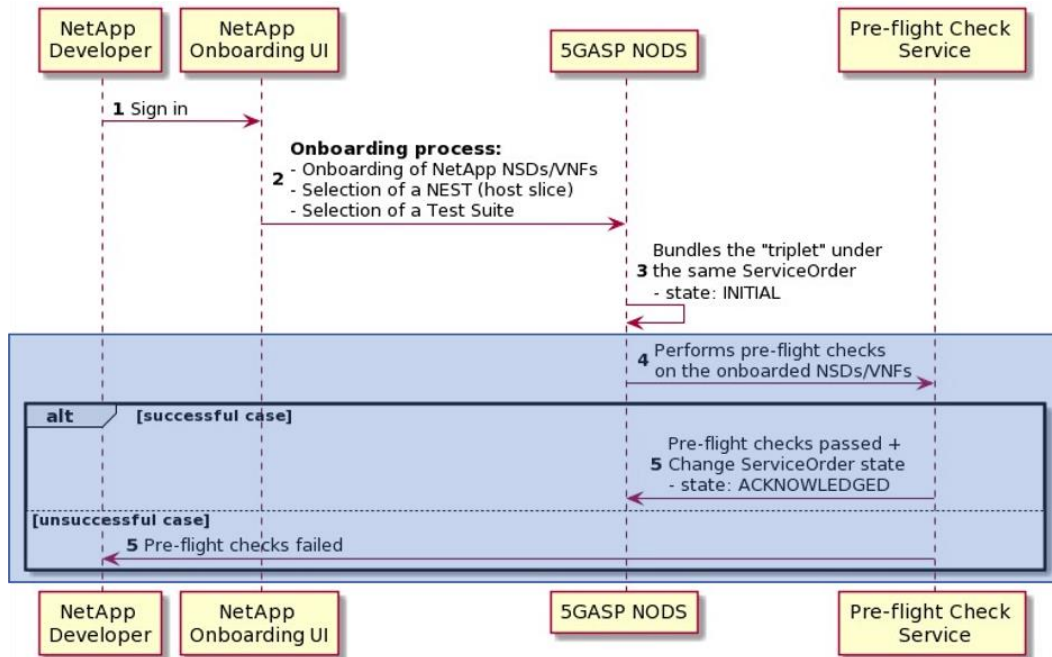 NetApp
Developer
NetApp
Onboarding UI
5GASP NODS
Pre-flight Check
Service
1 Sign in
Onboarding process:
2 - Onboarding of NetApp NSDs/VNFs
- Selection of a NEST (host slice)
- Selection of a Test Suite
Bundles the "triplet" under
3 the same ServiceOrder
- state: INITIAL
4 Performs pre-flight checks
on the onboarded NSDs/VNFs
alt [successful case]
Pre-flight checks passed +
5 Change ServiceOrder state
- state: ACKNOWLEDGED
[unsuccessful case]
5 Pre-flight checks failed
NetApp
Developer
NetApp
Onboarding UI
5GASP NODS
Pre-flight Check
Service